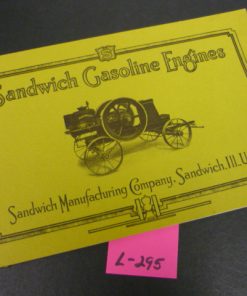 S
Sandwich Gasoline Engines
Sandwich Manufacturing Company, Sandwich, Ill. U.
L-295